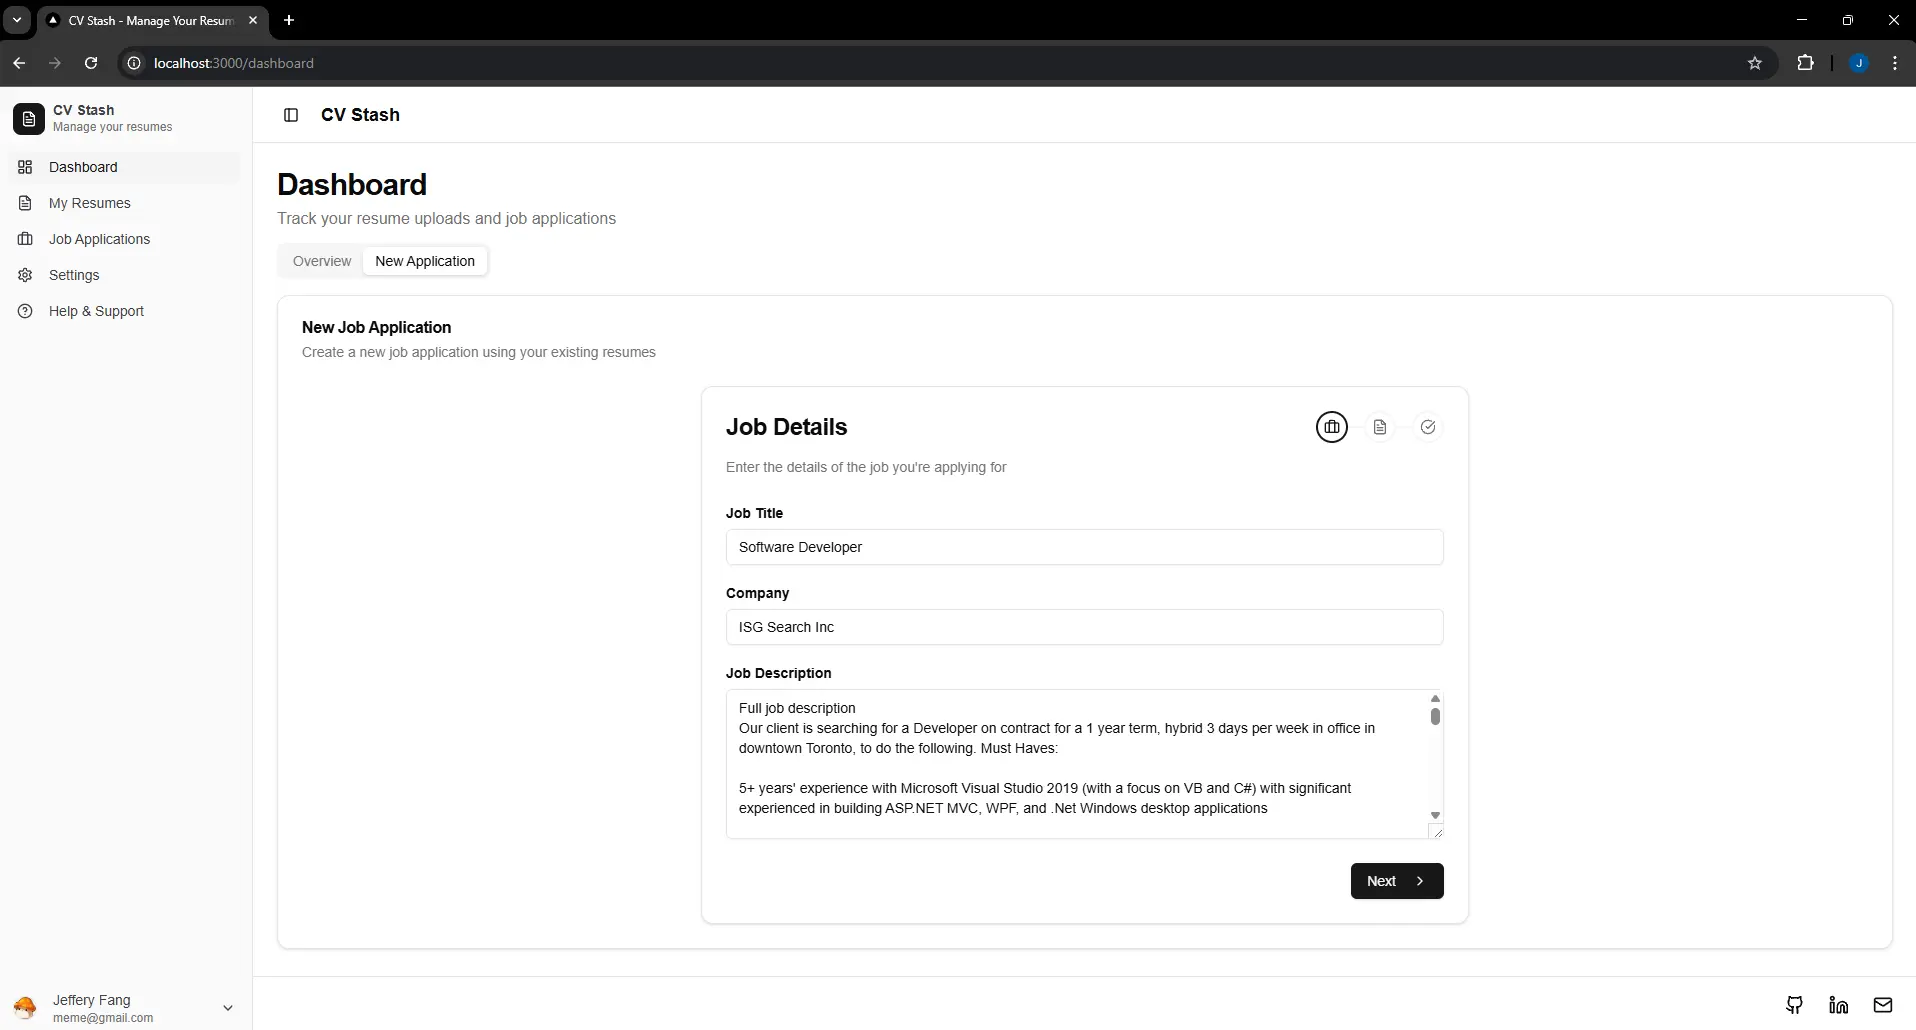 CV Stash - Manage Your Resum
localhost:3000/dashboard
J
CV Stash
Manage your resumes
Dashboard
My Resumes
Job Applications
Settings
Help & Support
Jeffery Fang
meme@gmail.com
CV Stash
Dashboard
Track your resume uploads and job applications
Overview
New Application
New Job Application
Create a new job application using your existing resumes
Job Details
Enter the details of the job you're applying for
Job Title
Software Developer
Company
ISG Search Inc
Job Description
Full job description
Our client is searching for a Developer on contract for a 1 year term, hybrid 3 days per week in office in
downtown Toronto, to do the following. Must Haves:
5+ years' experience with Microsoft Visual Studio 2019 (with a focus on VB and C#) with significant
experienced in building ASP.NET MVC, WPF, and .Net Windows desktop applications
Next